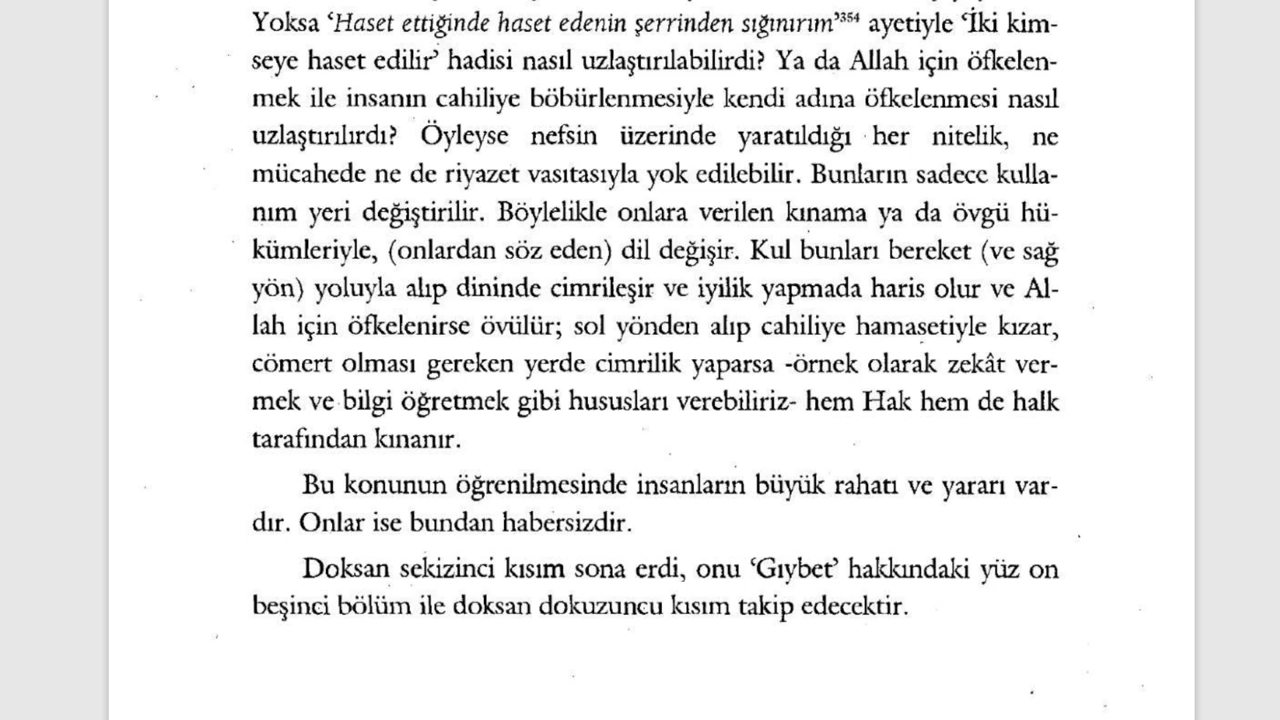 Yoksa ‘Haset ettiğinde haset edenin şerrinden sığınırım’³⁵⁴ ayetiyle ‘İki kim-
seye haset edilir’ hadisi nasıl uzlaştırılabilirdi? Ya da Allah için öfkelen-
mek ile insanın cahiliye böbürlenmesiyle kendi adına öfkelenmesi nasıl
uzlaştırılırdı? Öyleyse nefsin üzerinde yaratıldığı her nitelik, ne
mücahede ne de riyazet vasıtasıyla yok edilebilir. Bunların sadece kulla-
nım yeri değiştirilir. Böylelikle onlara verilen kınama ya da övgü hü-
kümleriyle, (onlardan söz eden) dil değişir. Kul bunları bereket (ve sağ
yön) yoluyla alıp dininde cimrileşir ve iyilik yapmada haris olur ve Al-
lah için öfkelenirse övülür; sol yönden alıp cahiliye hamasetiyle kızar,
cömert olması gereken yerde cimrilik yaparsa -örnek olarak zekât ver-
mek ve bilgi öğretmek gibi hususları verebiliriz- hem Hak hem de halk
tarafından kınanır.
Bu konunun öğrenilmesinde insanların büyük rahatı ve yararı var-
dır. Onlar ise bundan habersizdir.
Doksan sekizinci kısım sona erdi, onu ‘Gıybet’ hakkındaki yüz on
beşinci bölüm ile doksan dokuzuncu kısım takip edecektir.